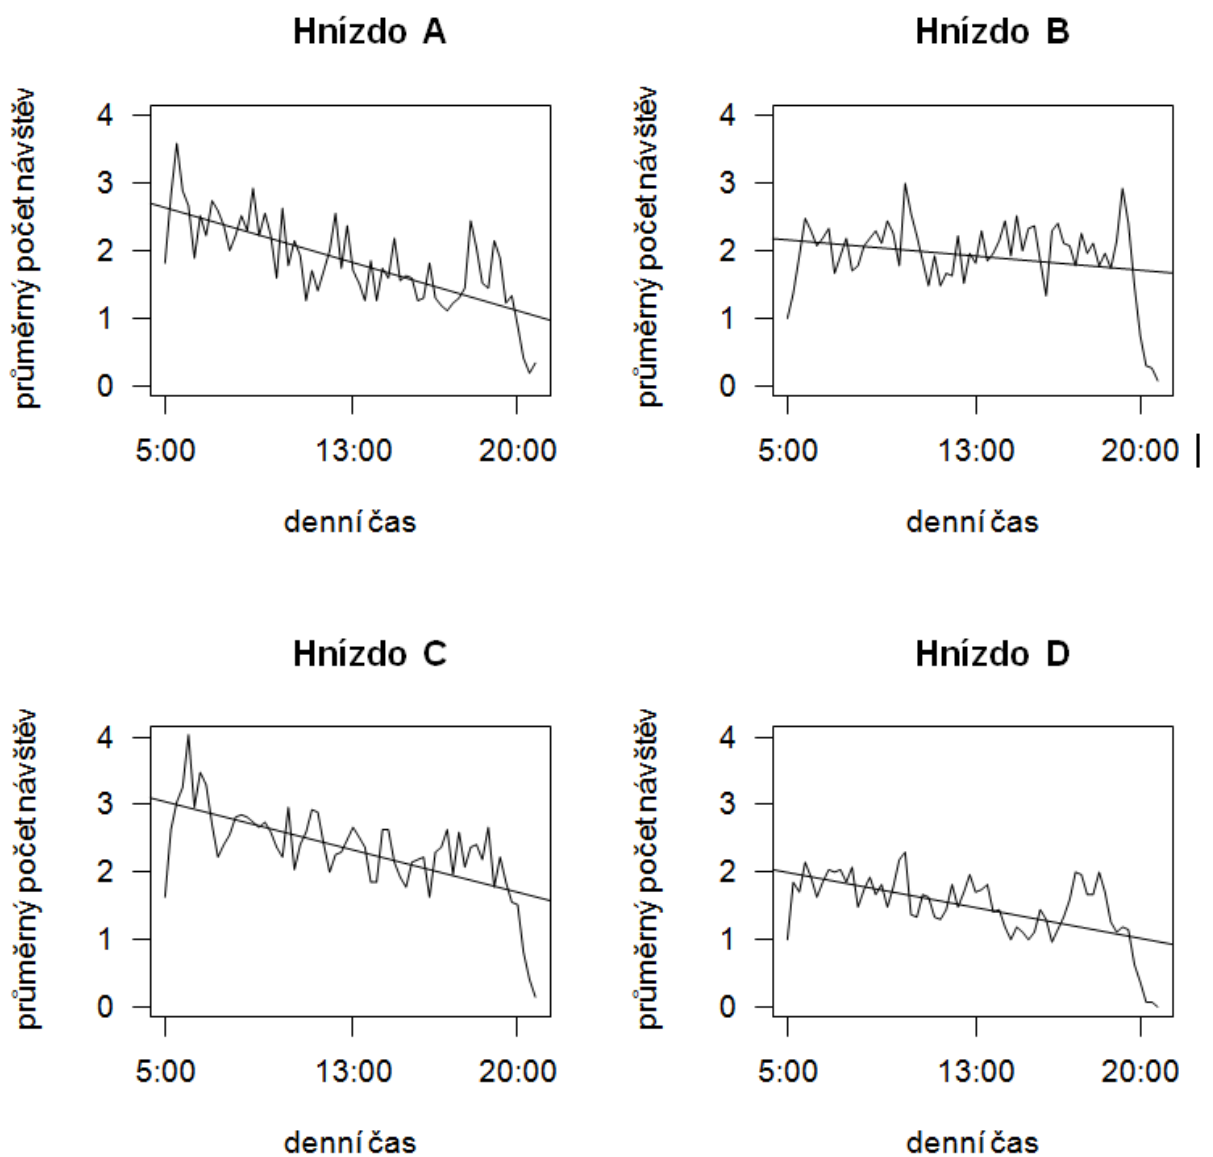 Hnízdo A
průměrný počet návštěv
4
3
2
1
0
5:00 13:00 20:00
denní čas
Hnízdo B
průměrný počet návštěv
4
3
2
1
0
5:00 13:00 20:00
denní čas
Hnízdo C
průměrný počet návštěv
4
3
2
1
0
5:00 13:00 20:00
denní čas
Hnízdo D
průměrný počet návštěv
4
3
2
1
0
5:00 13:00 20:00
denní čas